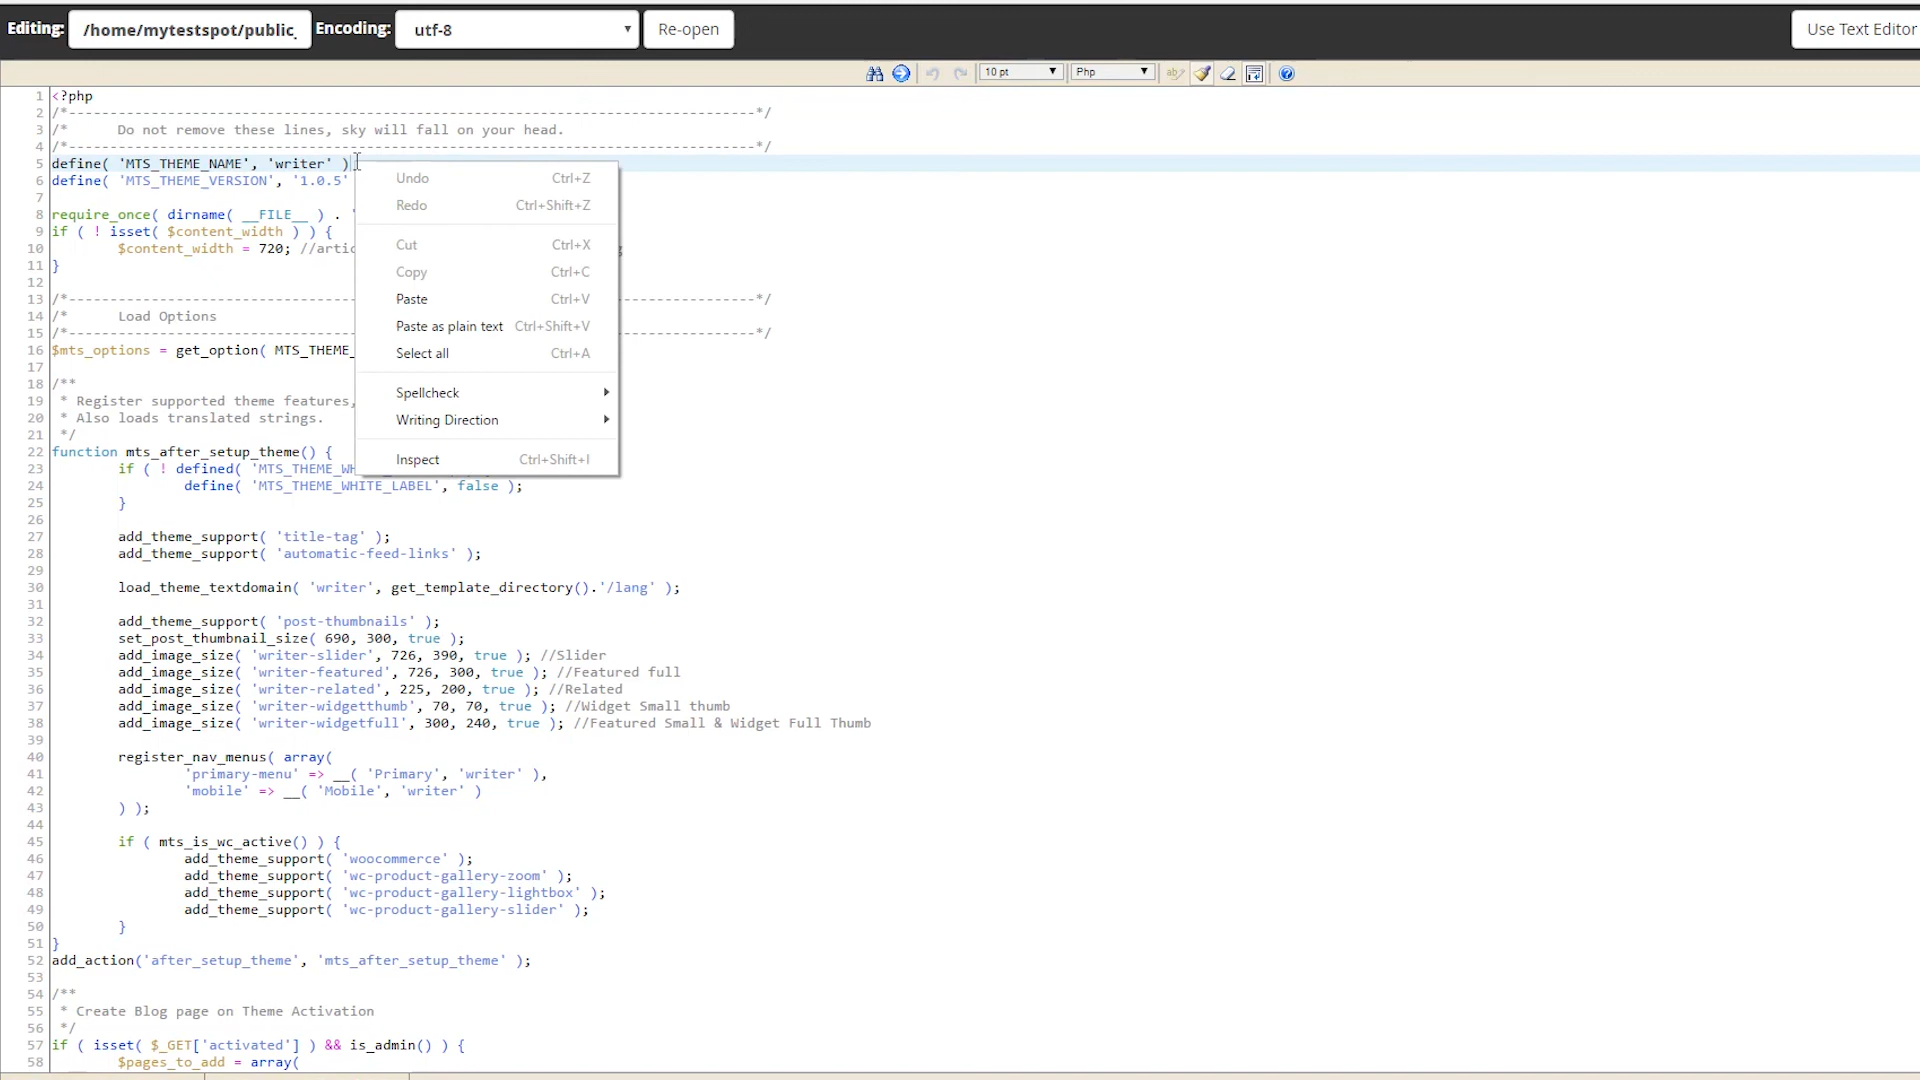 Editing: /home/mytestspot/public_ Encoding: utf-8 Re-open Use Text Editor
10 pt Php
1 <?php
2 /*-----------------------------------------------------------------------------------*/
3 /*	Do not remove these lines, sky will fall on your head.
4 /*-----------------------------------------------------------------------------------*/
5 define( 'MTS_THEME_NAME', 'writer' )
6 define( 'MTS_THEME_VERSION', '1.0.5'
7
8 require_once( dirname( __FILE__ ) . '
9 if ( ! isset( $content_width ) ) {
10 $content_width = 720; //artic
11 }
12
13 /*-----------------------------------------------------------------------------------*/
14 /*	Load Options
15 /*-----------------------------------------------------------------------------------*/
16 $mts_options = get_option( MTS_THEME_
17
18 /**
19 * Register supported theme features,
20 * Also loads translated strings.
21 */
22 function mts_after_setup_theme() {
23 if ( ! defined( 'MTS_THEME_WH
24 define( 'MTS_THEME_WHITE_LABEL', false );
25 }
26
27 add_theme_support( 'title-tag' );
28 add_theme_support( 'automatic-feed-links' );
29
30 load_theme_textdomain( 'writer', get_template_directory().'/lang' );
31
32 add_theme_support( 'post-thumbnails' );
33 set_post_thumbnail_size( 690, 300, true );
34 add_image_size( 'writer-slider', 726, 390, true ); //Slider
35 add_image_size( 'writer-featured', 726, 300, true ); //Featured full
36 add_image_size( 'writer-related', 225, 200, true ); //Related
37 add_image_size( 'writer-widgetthumb', 70, 70, true ); //Widget Small thumb
38 add_image_size( 'writer-widgetfull', 300, 240, true ); //Featured Small & Widget Full Thumb
39
40 register_nav_menus( array(
41 'primary-menu' => __( 'Primary', 'writer' ),
42 'mobile' => __( 'Mobile', 'writer' )
43 ) );
44
45 if ( mts_is_wc_active() ) {
46 add_theme_support( 'woocommerce' );
47 add_theme_support( 'wc-product-gallery-zoom' );
48 add_theme_support( 'wc-product-gallery-lightbox' );
49 add_theme_support( 'wc-product-gallery-slider' );
50 }
51 }
52 add_action('after_setup_theme', 'mts_after_setup_theme' );
53
54 /**
55 * Create Blog page on Theme Activation
56 */
57 if ( isset( $_GET['activated'] ) && is_admin() ) {
58 $pages_to_add = array(
Undo Ctrl+Z
Redo Ctrl+Shift+Z
Cut Ctrl+X
Copy Ctrl+C
Paste Ctrl+V
Paste as plain text Ctrl+Shift+V
Select all Ctrl+A
Spellcheck
Writing Direction
Inspect Ctrl+Shift+I